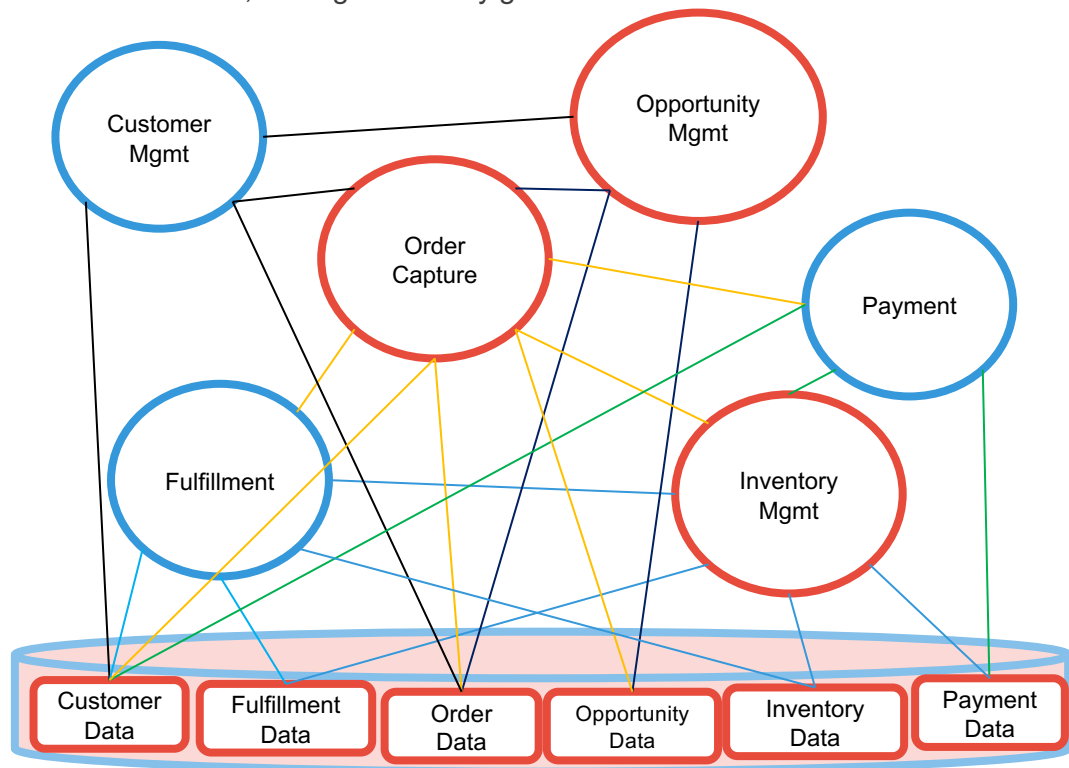 Customer
Mgmt
Opportunity
Mgmt
Order
Capture
Payment
Fulfillment
Inventory
Mgmt
Customer
Data
Fulfillment
Data
Order
Data
Opportunity
Data
Inventory
Data
Payment
Data